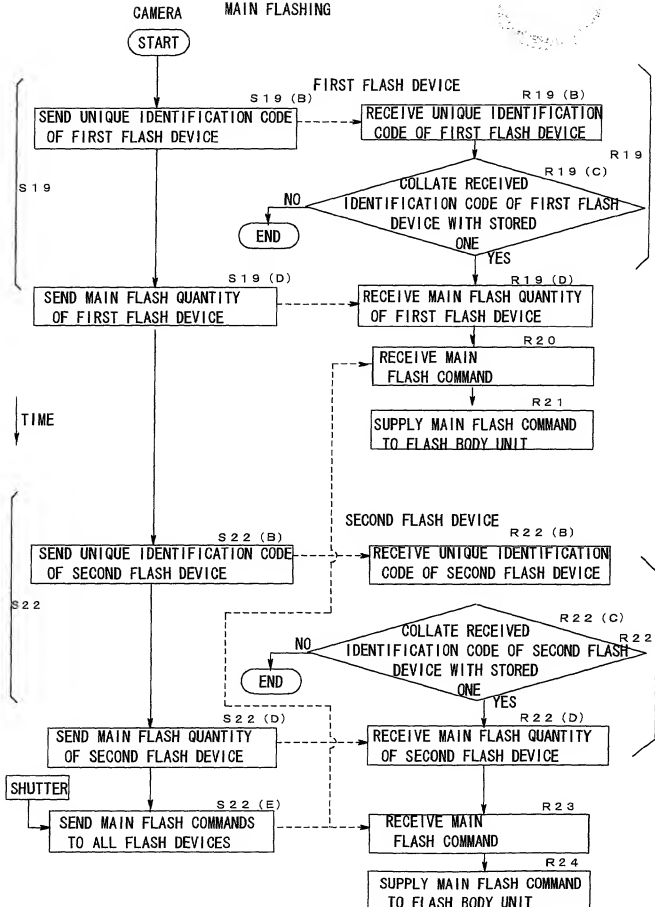 CAMERA
MAIN FLASHING
START
FIRST FLASH DEVICE
S19 (B)
SEND UNIQUE IDENTIFICATION CODE
OF FIRST FLASH DEVICE
R19 (B)
RECEIVE UNIQUE IDENTIFICATION
CODE OF FIRST FLASH DEVICE
R19
S19
R19 (C)
COLLATE RECEIVED
IDENTIFICATION CODE OF FIRST FLASH
DEVICE WITH STORED
ONE
NO
END
YES
S19 (D)
SEND MAIN FLASH QUANTITY
OF FIRST FLASH DEVICE
R19 (D)
RECEIVE MAIN FLASH QUANTITY
OF FIRST FLASH DEVICE
R20
RECEIVE MAIN
FLASH COMMAND
R21
SUPPLY MAIN FLASH COMMAND
TO FLASH BODY UNIT
TIME
SECOND FLASH DEVICE
S22 (B)
SEND UNIQUE IDENTIFICATION CODE
OF SECOND FLASH DEVICE
R22 (B)
RECEIVE UNIQUE IDENTIFICATION
CODE OF SECOND FLASH DEVICE
S22
R22 (C)
R22
COLLATE RECEIVED
IDENTIFICATION CODE OF SECOND FLASH
DEVICE WITH STORED
ONE
NO
END
YES
S22 (D)
SEND MAIN FLASH QUANTITY
OF SECOND FLASH DEVICE
R22 (D)
RECEIVE MAIN FLASH QUANTITY
OF SECOND FLASH DEVICE
SHUTTER
S22 (E)
SEND MAIN FLASH COMMANDS
TO ALL FLASH DEVICES
R23
RECEIVE MAIN
FLASH COMMAND
R24
SUPPLY MAIN FLASH COMMAND
TO FLASH BODY UNIT